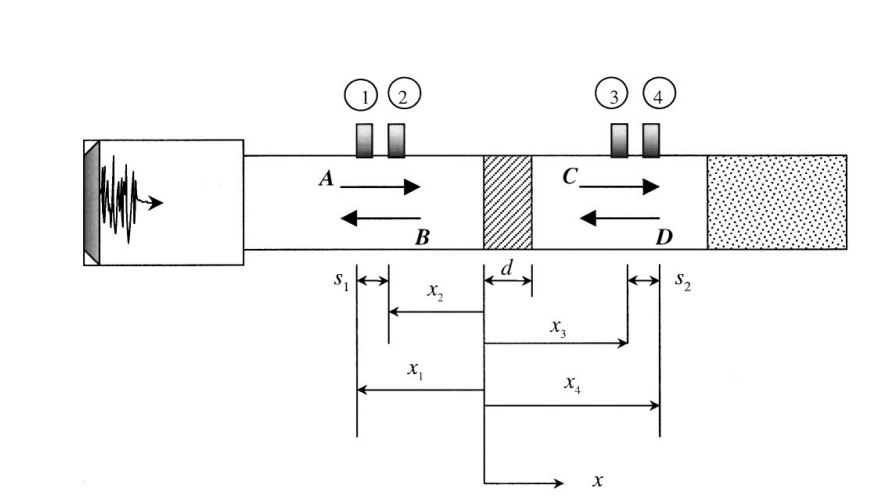 1 2 3 4
A C
B D
s₁ d s₂
x₂
x₃
x₁
x₄
x